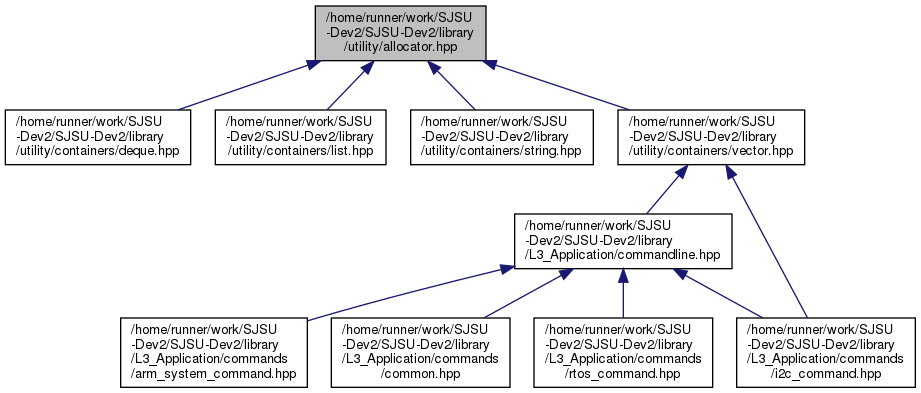 /home/runner/work/SJSU
-Dev2/SJSU-Dev2/library
/utility/allocator.hpp
/home/runner/work/SJSU
-Dev2/SJSU-Dev2/library
/utility/containers/deque.hpp
/home/runner/work/SJSU
-Dev2/SJSU-Dev2/library
/utility/containers/list.hpp
/home/runner/work/SJSU
-Dev2/SJSU-Dev2/library
/utility/containers/string.hpp
/home/runner/work/SJSU
-Dev2/SJSU-Dev2/library
/utility/containers/vector.hpp
/home/runner/work/SJSU
-Dev2/SJSU-Dev2/library
/L3_Application/commandline.hpp
/home/runner/work/SJSU
-Dev2/SJSU-Dev2/library
/L3_Application/commands
/arm_system_command.hpp
/home/runner/work/SJSU
-Dev2/SJSU-Dev2/library
/L3_Application/commands
/common.hpp
/home/runner/work/SJSU
-Dev2/SJSU-Dev2/library
/L3_Application/commands
/rtos_command.hpp
/home/runner/work/SJSU
-Dev2/SJSU-Dev2/library
/L3_Application/commands
/i2c_command.hpp